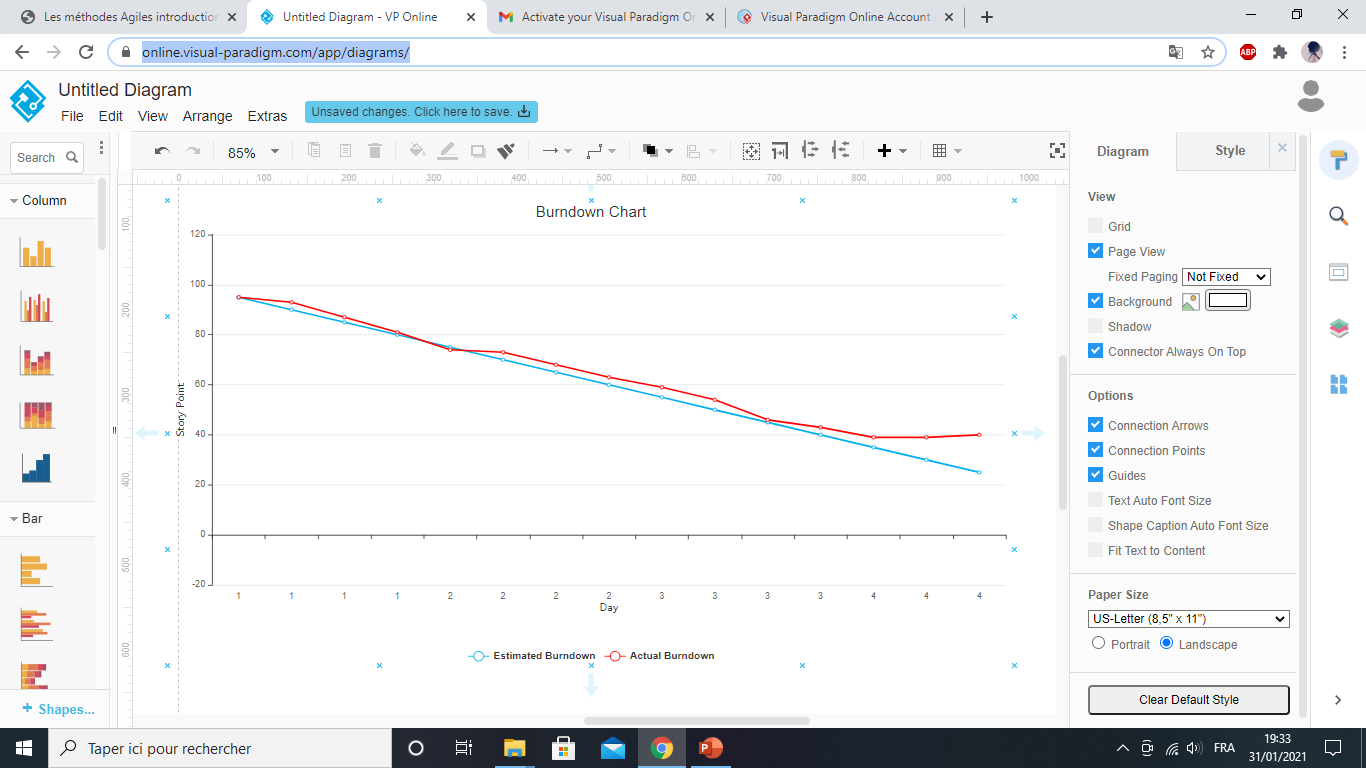 Les méthodes Agiles introduction
Untitled Diagram - VP Online
Activate your Visual Paradigm On
Visual Paradigm Online Account
online.visual-paradigm.com/app/diagrams/
ABP
Untitled Diagram
File Edit View Arrange Extras
Unsaved changes. Click here to save.
Search
85%
Diagram
Style
0 100 200 300 400 500 600 700 800 900 1000
100
200
300
400
500
600
Column
Bar
+ Shapes...
Burndown Chart
120
100
80
60
40
20
0
-20
Story Point
1 1 1 1 2 2 2 2 3 3 3 3 4 4 4
Day
Estimated Burndown Actual Burndown
View
Grid
Page View
Fixed Paging Not Fixed
Background
Shadow
Connector Always On Top
Options
Connection Arrows
Connection Points
Guides
Text Auto Font Size
Shape Caption Auto Font Size
Fit Text to Content
Paper Size
US-Letter (8,5" x 11")
Portrait Landscape
Clear Default Style
Taper ici pour rechercher
FRA
19:33
31/01/2021